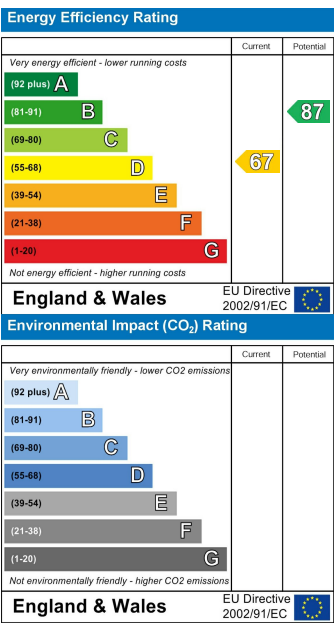 Energy Efficiency Rating
Current Potential
Very energy efficient - lower running costs
(92 plus) A
(81-91) B
87
(69-80) C
(55-68) D
67
(39-54) E
(21-38) F
(1-20) G
Not energy efficient - higher running costs
England & Wales
EU Directive
2002/91/EC
Environmental Impact (CO₂) Rating
Current Potential
Very environmentally friendly - lower CO2 emissions
(92 plus) A
(81-91) B
(69-80) C
(55-68) D
(39-54) E
(21-38) F
(1-20) G
Not environmentally friendly - higher CO2 emissions
England & Wales
EU Directive
2002/91/EC